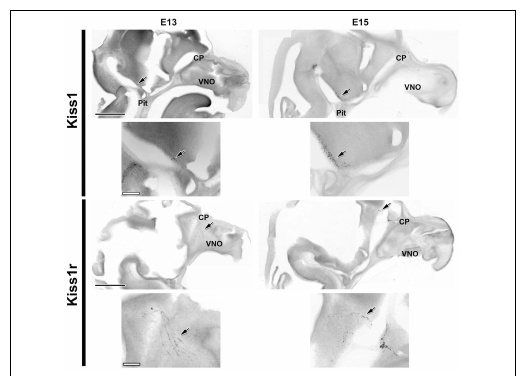 E13 E15
Kiss1
CP CP
VNO VNO
Pit Pit
Kiss1r
CP CP
VNO VNO